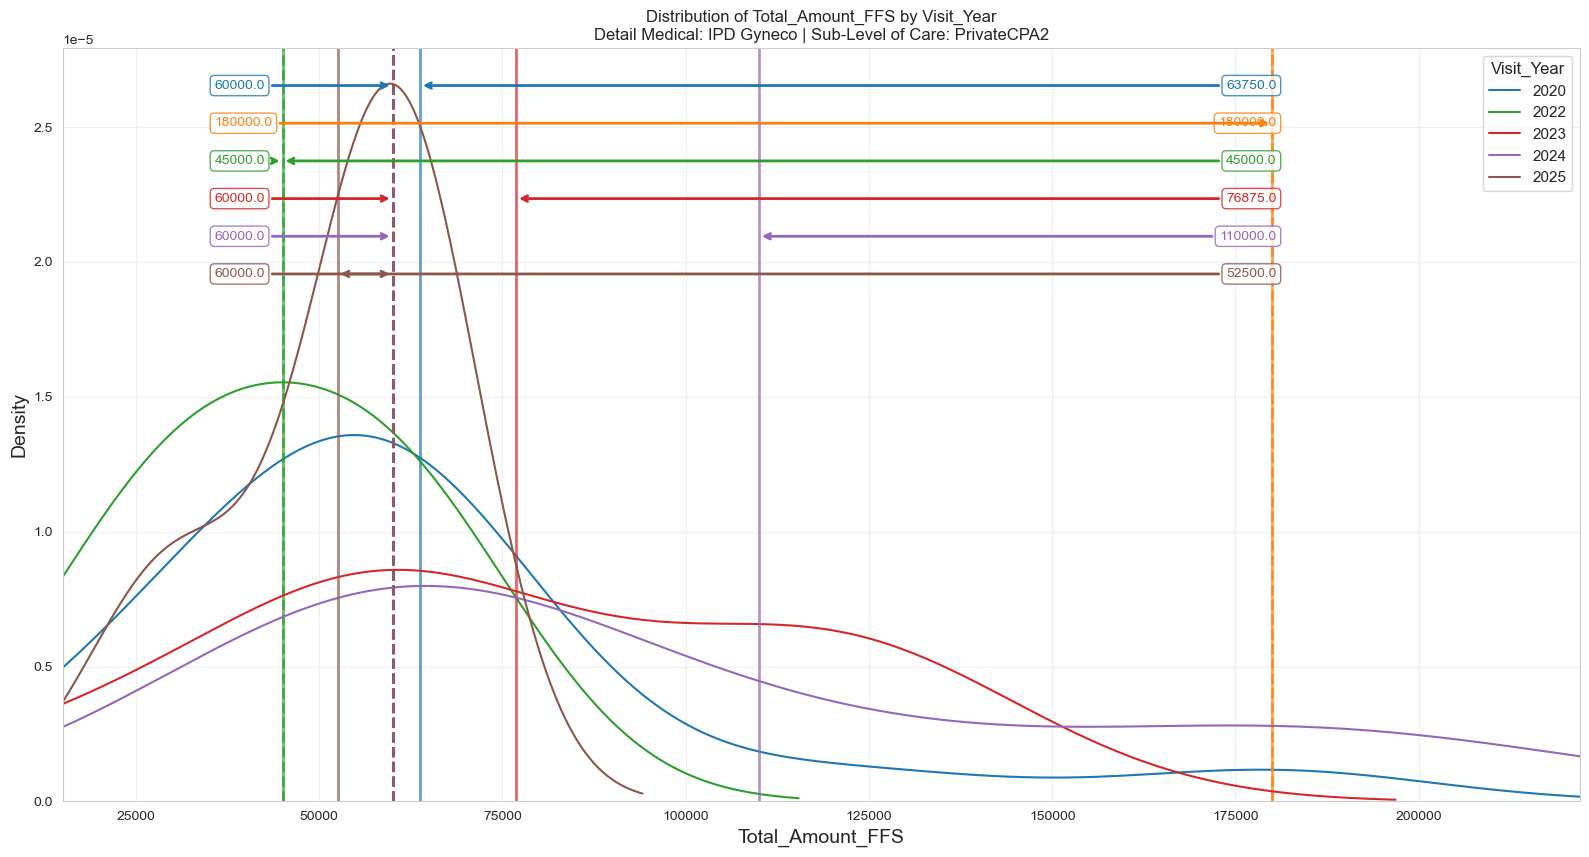 Distribution of Total_Amount_FFS by Visit_Year
Detail Medical: IPD Gyneco | Sub-Level of Care: PrivateCPA2
1e−5
Visit_Year
2020
2022
2023
2024
2025
60000.0 63750.0
180000.0 180000.0
45000.0 45000.0
60000.0 76875.0
60000.0 110000.0
60000.0 52500.0
2.5
2.0
1.5
1.0
0.5
0.0
Density
25000 50000 75000 100000 125000 150000 175000 200000
Total_Amount_FFS